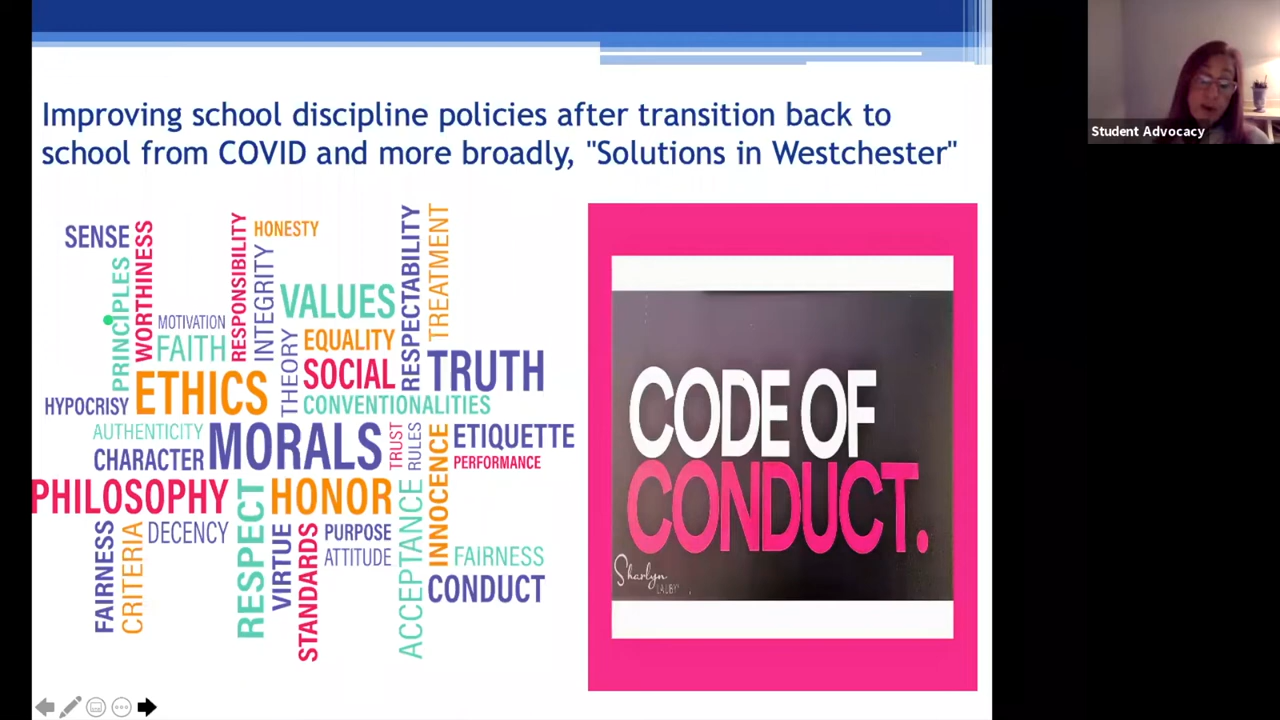 Improving school discipline policies after transition back to
school from COVID and more broadly, "Solutions in Westchester"
SENSE
PRINCIPLES
WORTHINESS
MOTIVATION
FAITH
RESPONSIBILITY
HONESTY
INTEGRITY
VALUES
THEORY
EQUALITY
SOCIAL
RESPECTABILITY
TREATMENT
TRUTH
HYPOCRISY
ETHICS
CONVENTIONALITIES
AUTHENTICITY
CHARACTER
MORALS
TRUST
RULES
INNOCENCE
ETIQUETTE
PERFORMANCE
PHILOSOPHY
HONOR
FAIRNESS
CRITERIA
DECENCY
RESPECT
VIRTUE
STANDARDS
PURPOSE
ATTITUDE
ACCEPTANCE
FAIRNESS
CONDUCT
CODE OF
CONDUCT.
Sharlyn
LAUBY
Student Advocacy